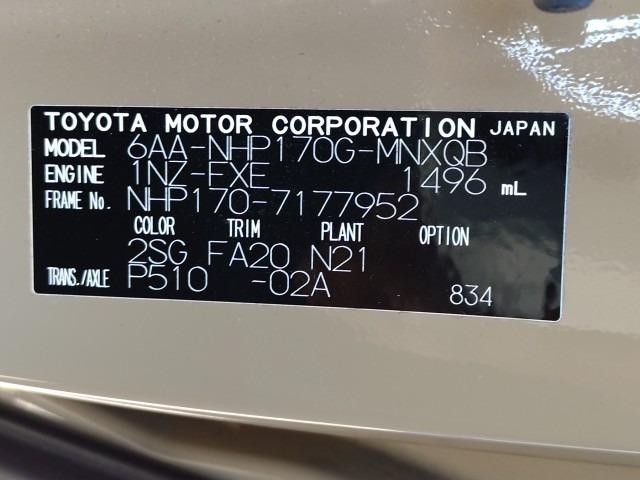 TOYOTA MOTOR CORPORATION JAPAN
MODEL 6AA-NHP170G-MNXQB
ENGINE 1NZ-FXE 1496 mL
FRAME No. NHP170-7177952
COLOR TRIM PLANT OPTION
2SG FA20 N21
TRANS./AXLE P510 -02A 834